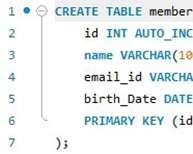 1 CREATE TABLE member
2 id INT AUTO_INC
3 name VARCHAR(10
4 email_id VARCHA
5 birth_Date DATE
6 PRIMARY KEY (id
7 );